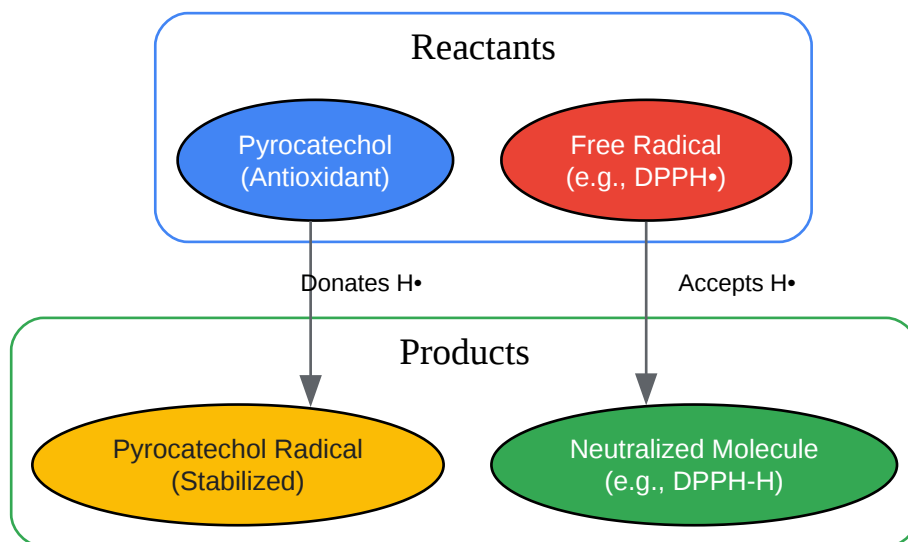 Reactants
Pyrocatechol
(Antioxidant)
Free Radical
(e.g., DPPH•)
Donates H•
Accepts H•
Products
Pyrocatechol Radical
(Stabilized)
Neutralized Molecule
(e.g., DPPH-H)